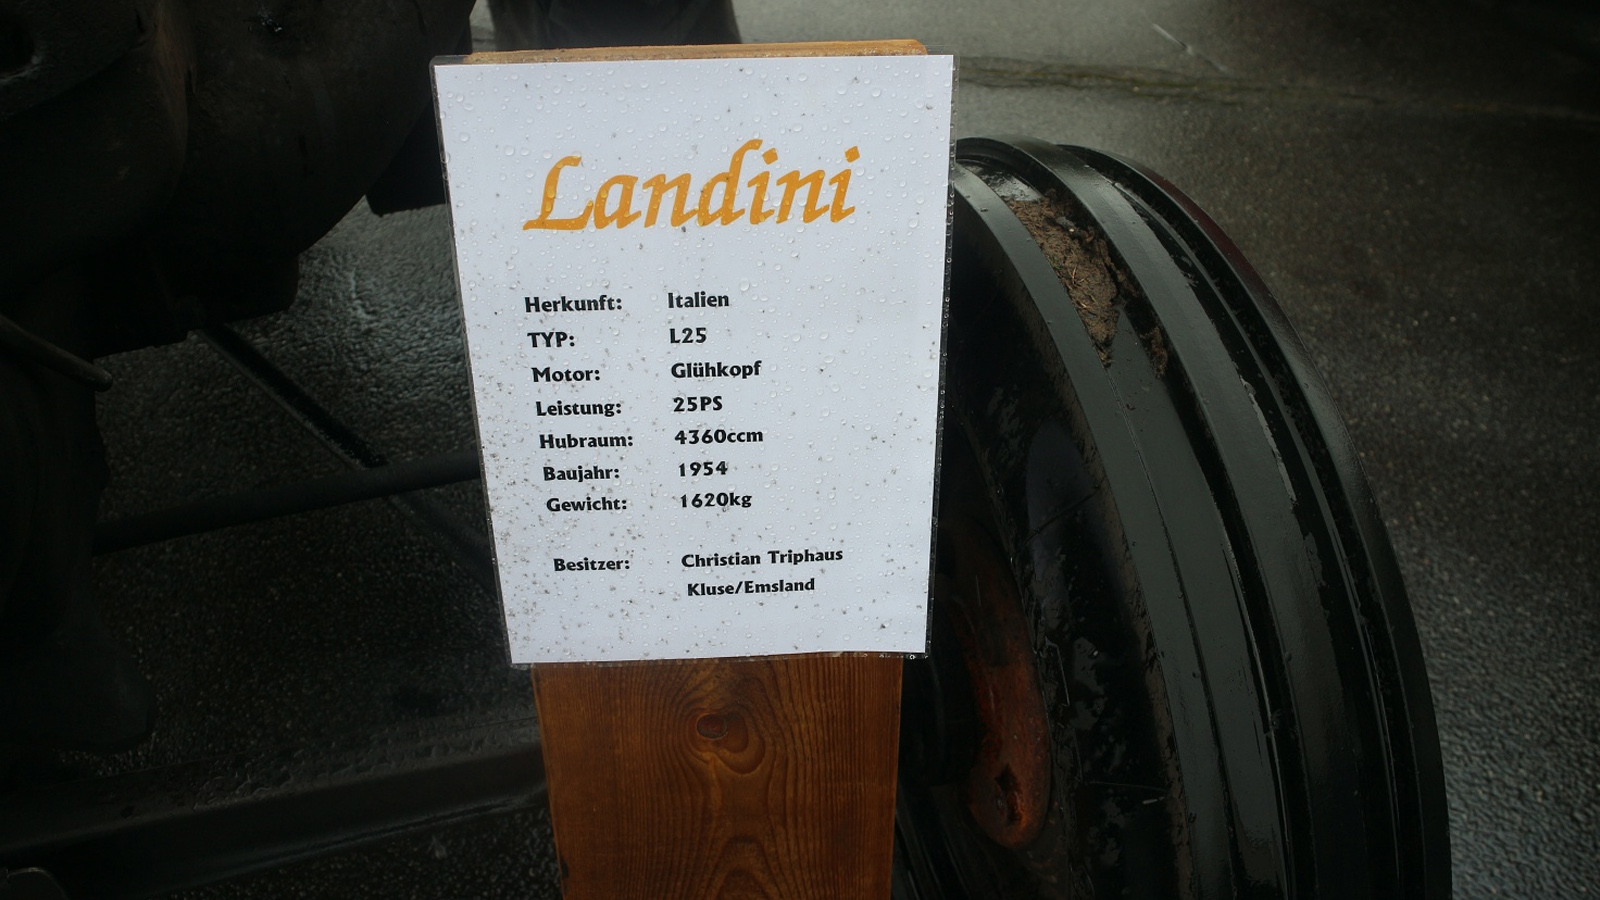 Landini
Herkunft: Italien
TYP: L25
Motor: Glühkopf
Leistung: 25PS
Hubraum: 4360ccm
Baujahr: 1954
Gewicht: 1620kg
Besitzer: Christian Triphaus
Kluse/Emsland